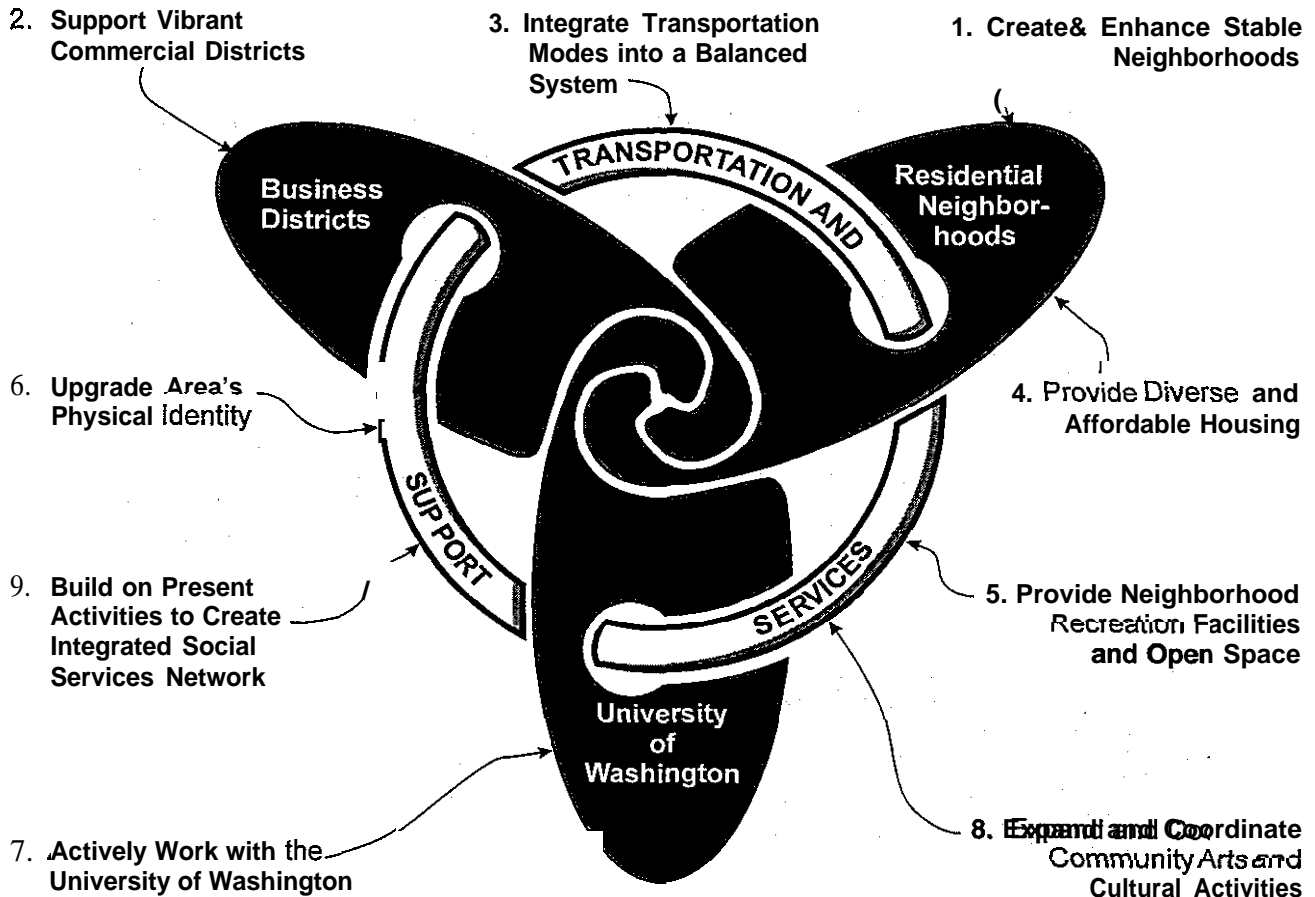 2. Support Vibrant
Commercial Districts
3. Integrate Transportation
Modes into a Balanced
System
1. Create& Enhance Stable
Neighborhoods
Business
Districts
TRANSPORTATION AND
Residential
Neighbor-
hoods
6. Upgrade Area's
Physical Identity
4. Provide Diverse and
Affordable Housing
SUPPORT
SERVICES
9. Build on Present
Activities to Create
Integrated Social
Services Network
5. Provide Neighborhood
Recreation Facilities
and Open Space
University
of
Washington
7. Actively Work with the
University of Washington
8. Expand and Coordinate
Community Arts and
Cultural Activities